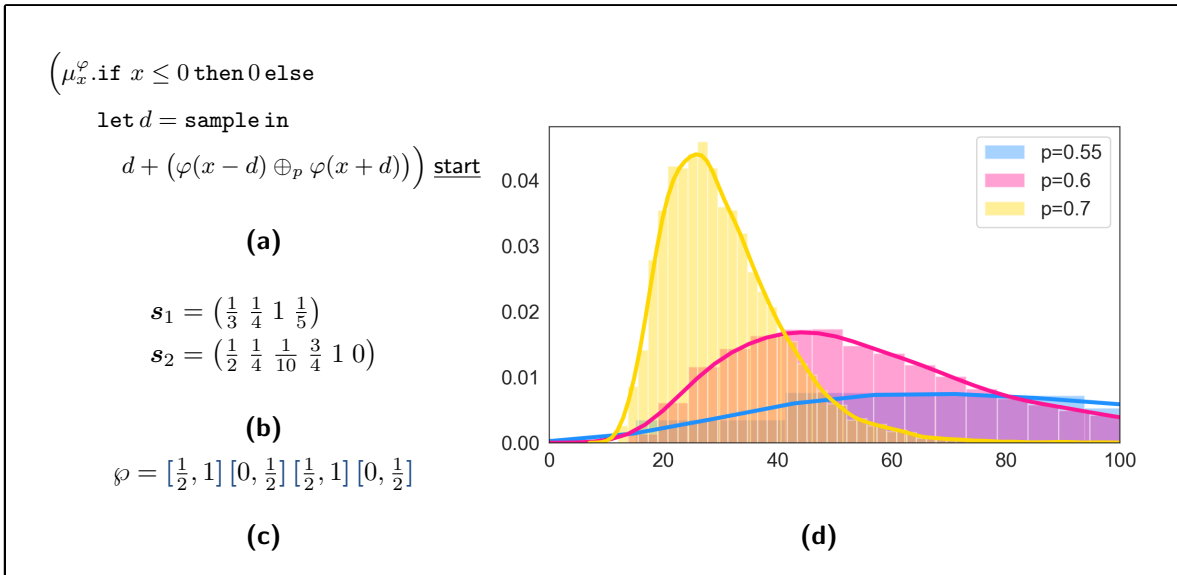 (μ_x^φ.if x ≤ 0 then 0 else
let d = sample in
d + (φ(x − d) ⊕_p φ(x + d))) start
(a)
s₁ = (1/3 1/4 1 1/5)
s₂ = (1/2 1/4 1/10 3/4 1 0)
(b)
℘ = [1/2, 1] [0, 1/2] [1/2, 1] [0, 1/2]
(c)
p=0.55
p=0.6
p=0.7
0.04
0.03
0.02
0.01
0.00
0 20 40 60 80 100
(d)